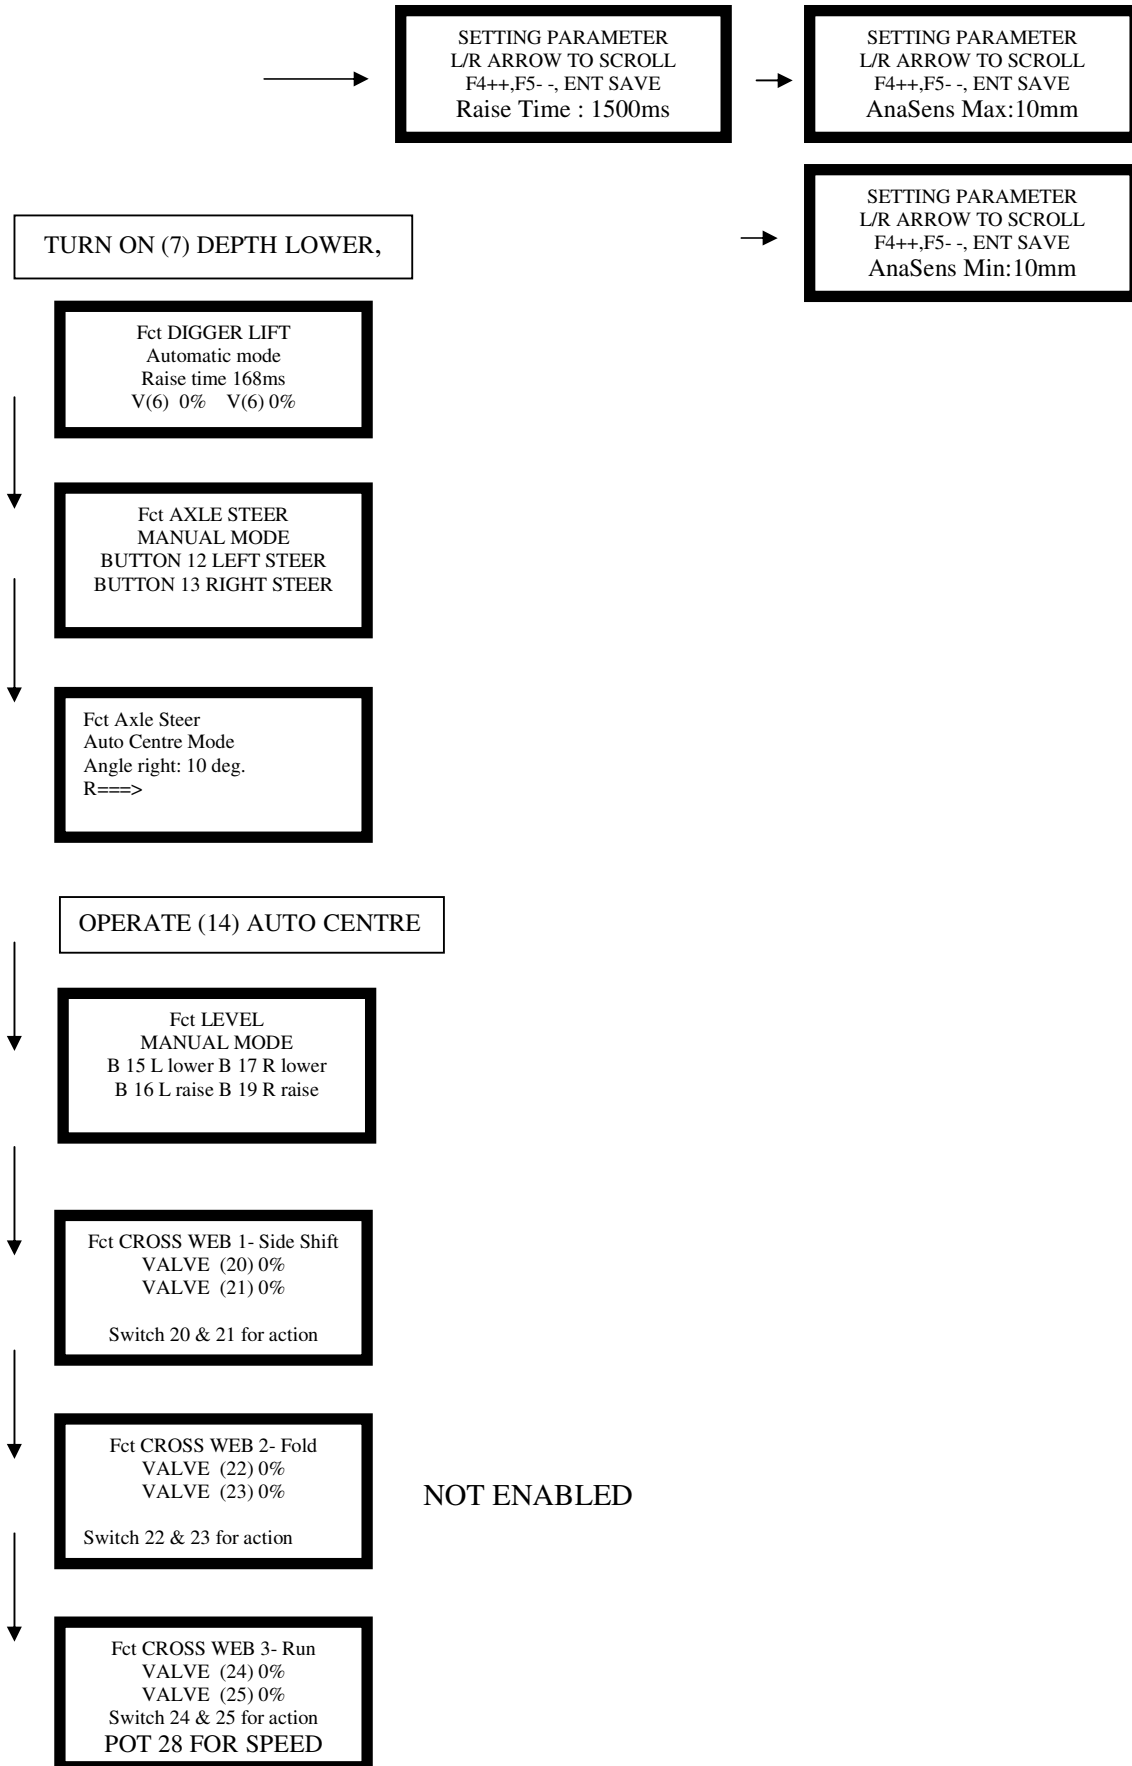 SETTING PARAMETER
L/R ARROW TO SCROLL
F4++,F5- -, ENT SAVE
Raise Time : 1500ms
SETTING PARAMETER
L/R ARROW TO SCROLL
F4++,F5- -, ENT SAVE
AnaSens Max:10mm
SETTING PARAMETER
L/R ARROW TO SCROLL
F4++,F5- -, ENT SAVE
AnaSens Min:10mm
TURN ON (7) DEPTH LOWER,
Fct DIGGER LIFT
Automatic mode
Raise time 168ms
V(6) 0% V(6) 0%
Fct AXLE STEER
MANUAL MODE
BUTTON 12 LEFT STEER
BUTTON 13 RIGHT STEER
Fct Axle Steer
Auto Centre Mode
Angle right: 10 deg.
R===>
OPERATE (14) AUTO CENTRE
Fct LEVEL
MANUAL MODE
B 15 L lower B 17 R lower
B 16 L raise B 19 R raise
Fct CROSS WEB 1- Side Shift
VALVE (20) 0%
VALVE (21) 0%
Switch 20 & 21 for action
Fct CROSS WEB 2- Fold
VALVE (22) 0%
VALVE (23) 0%
Switch 22 & 23 for action
NOT ENABLED
Fct CROSS WEB 3- Run
VALVE (24) 0%
VALVE (25) 0%
Switch 24 & 25 for action
POT 28 FOR SPEED